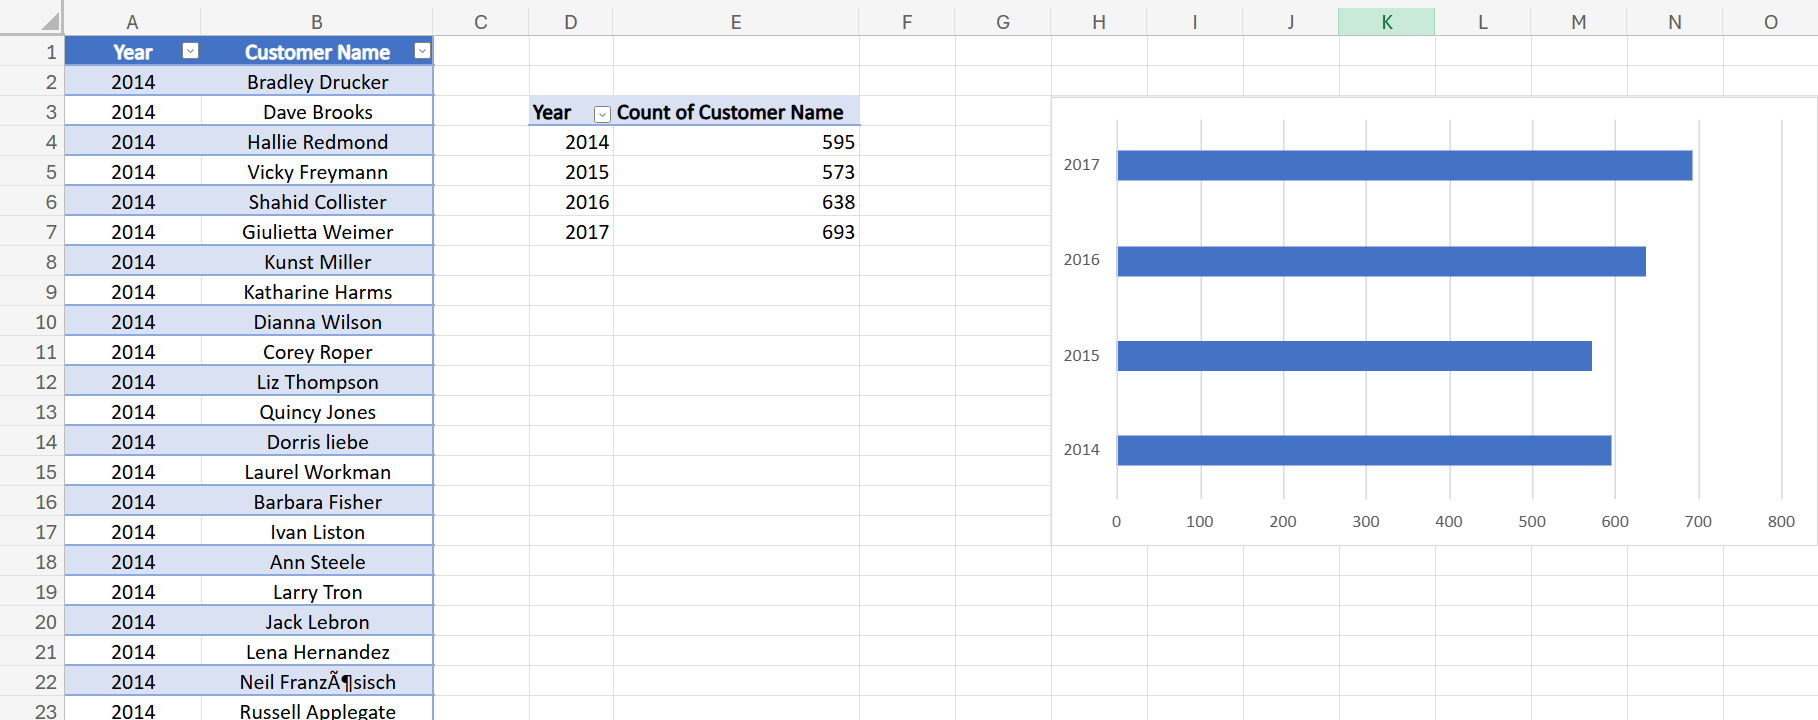 A B C D E F G H I J K L M N O
1 Year Customer Name
2 2014 Bradley Drucker
3 2014 Dave Brooks Year Count of Customer Name
4 2014 Hallie Redmond 2014 595
5 2014 Vicky Freymann 2015 573
6 2014 Shahid Collister 2016 638
7 2014 Giulietta Weimer 2017 693
8 2014 Kunst Miller
9 2014 Katharine Harms
10 2014 Dianna Wilson
11 2014 Corey Roper
12 2014 Liz Thompson
13 2014 Quincy Jones
14 2014 Dorris liebe
15 2014 Laurel Workman
16 2014 Barbara Fisher
17 2014 Ivan Liston
18 2014 Ann Steele
19 2014 Larry Tron
20 2014 Jack Lebron
21 2014 Lena Hernandez
22 2014 Neil FranzÃ¶sisch
23 2014 Russell Applegate
2017
2016
2015
2014
0 100 200 300 400 500 600 700 800